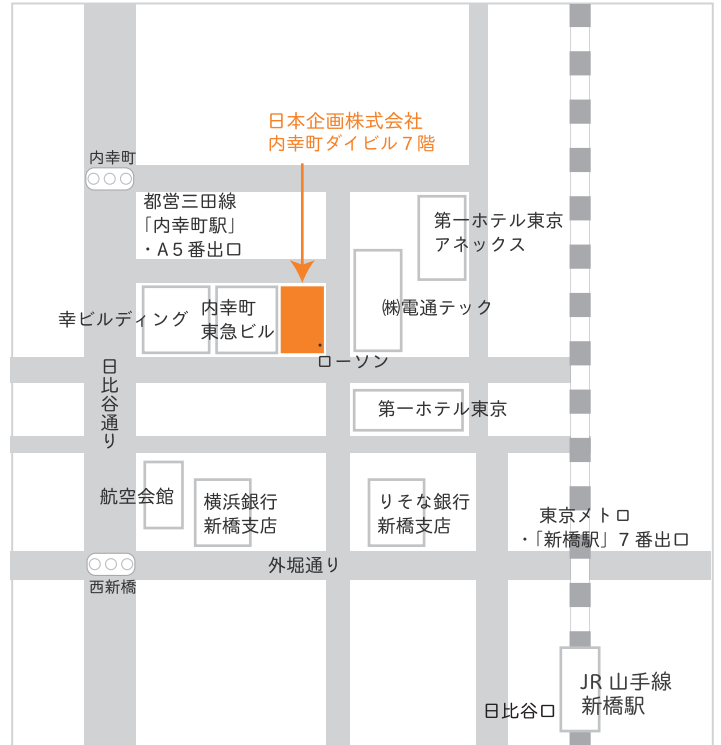 日本企画株式会社
内幸町ダイビル７階
内幸町
都営三田線
「内幸町駅」
・A５番出口
第一ホテル東京
アネックス
幸ビルディング
内幸町
東急ビル
㈱電通テック
ローソン
日比谷通り
第一ホテル東京
航空会館
横浜銀行
新橋支店
りそな銀行
新橋支店
東京メトロ
・「新橋駅」７番出口
外堀通り
西新橋
JR 山手線
新橋駅
日比谷口